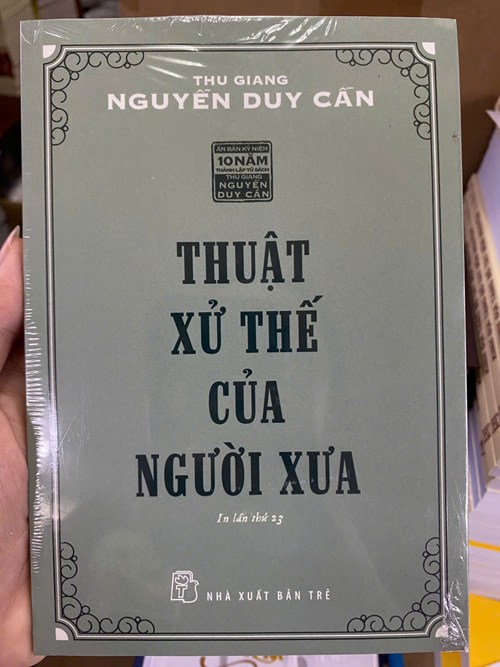 THU GIANG
NGUYỄN DUY CẦN
ẤN BẢN KỶ NIỆM
10 NĂM
THÀNH LẬP TỦ SÁCH
THU GIANG
NGUYỄN
DUY CẦN
THUẬT
XỬ THẾ
CỦA
NGƯỜI XƯA
In lần thứ 23
NHÀ XUẤT BẢN TRẺ